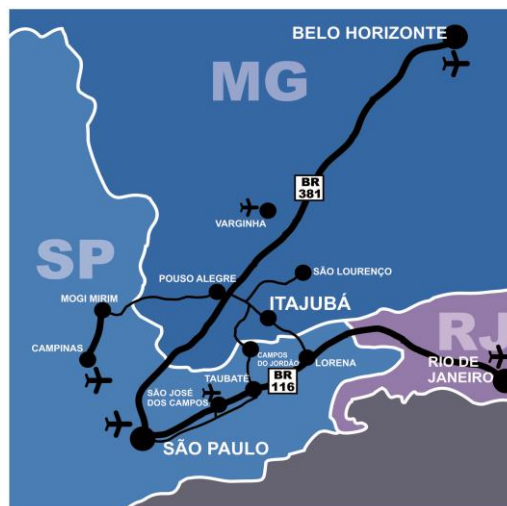 BELO HORIZONTE
MG
BR
381
VARGINHA
SP
SÃO LOURENÇO
POUSO ALEGRE
MOGI MIRIM
ITAJUBÁ
RJ
CAMPINAS
CAMPOS
DO JORDÃO
LORENA
RIO DE
JANEIRO
TAUBATÉ
BR
116
SÃO JOSÉ
DOS CAMPOS
SÃO PAULO